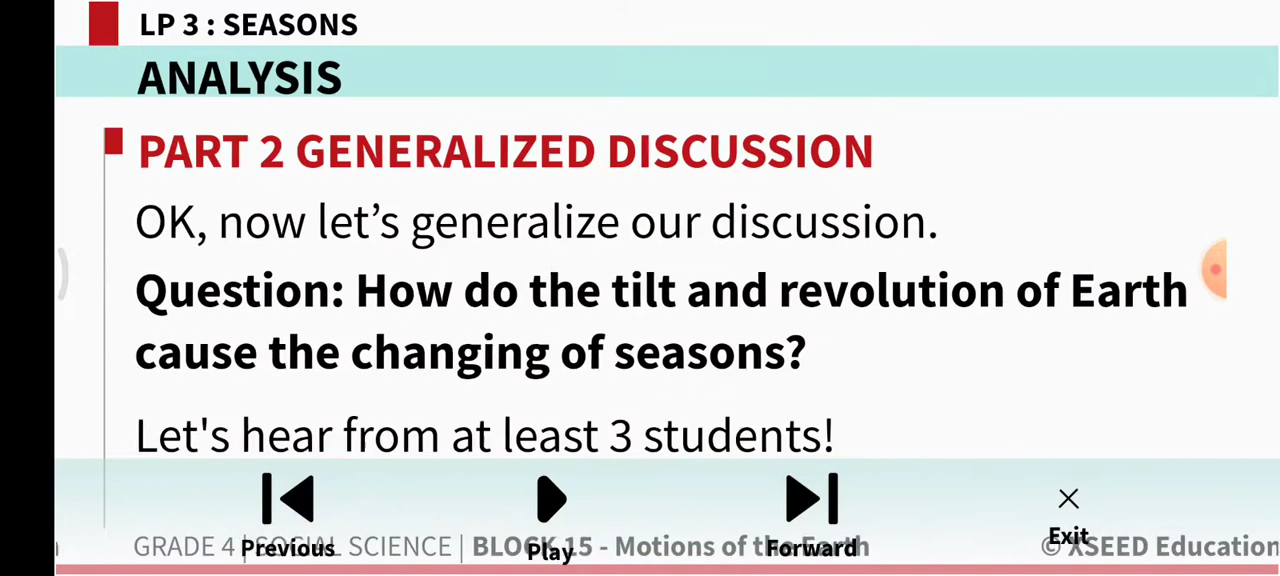 LP 3 : SEASONS
ANALYSIS
PART 2 GENERALIZED DISCUSSION
OK, now let’s generalize our discussion.
Question: How do the tilt and revolution of Earth
cause the changing of seasons?
Let's hear from at least 3 students!
Previous
Play
Forward
Exit
GRADE 4 | SOCIAL SCIENCE | BLOCK 15 - Motions of the Earth
© XSEED Education